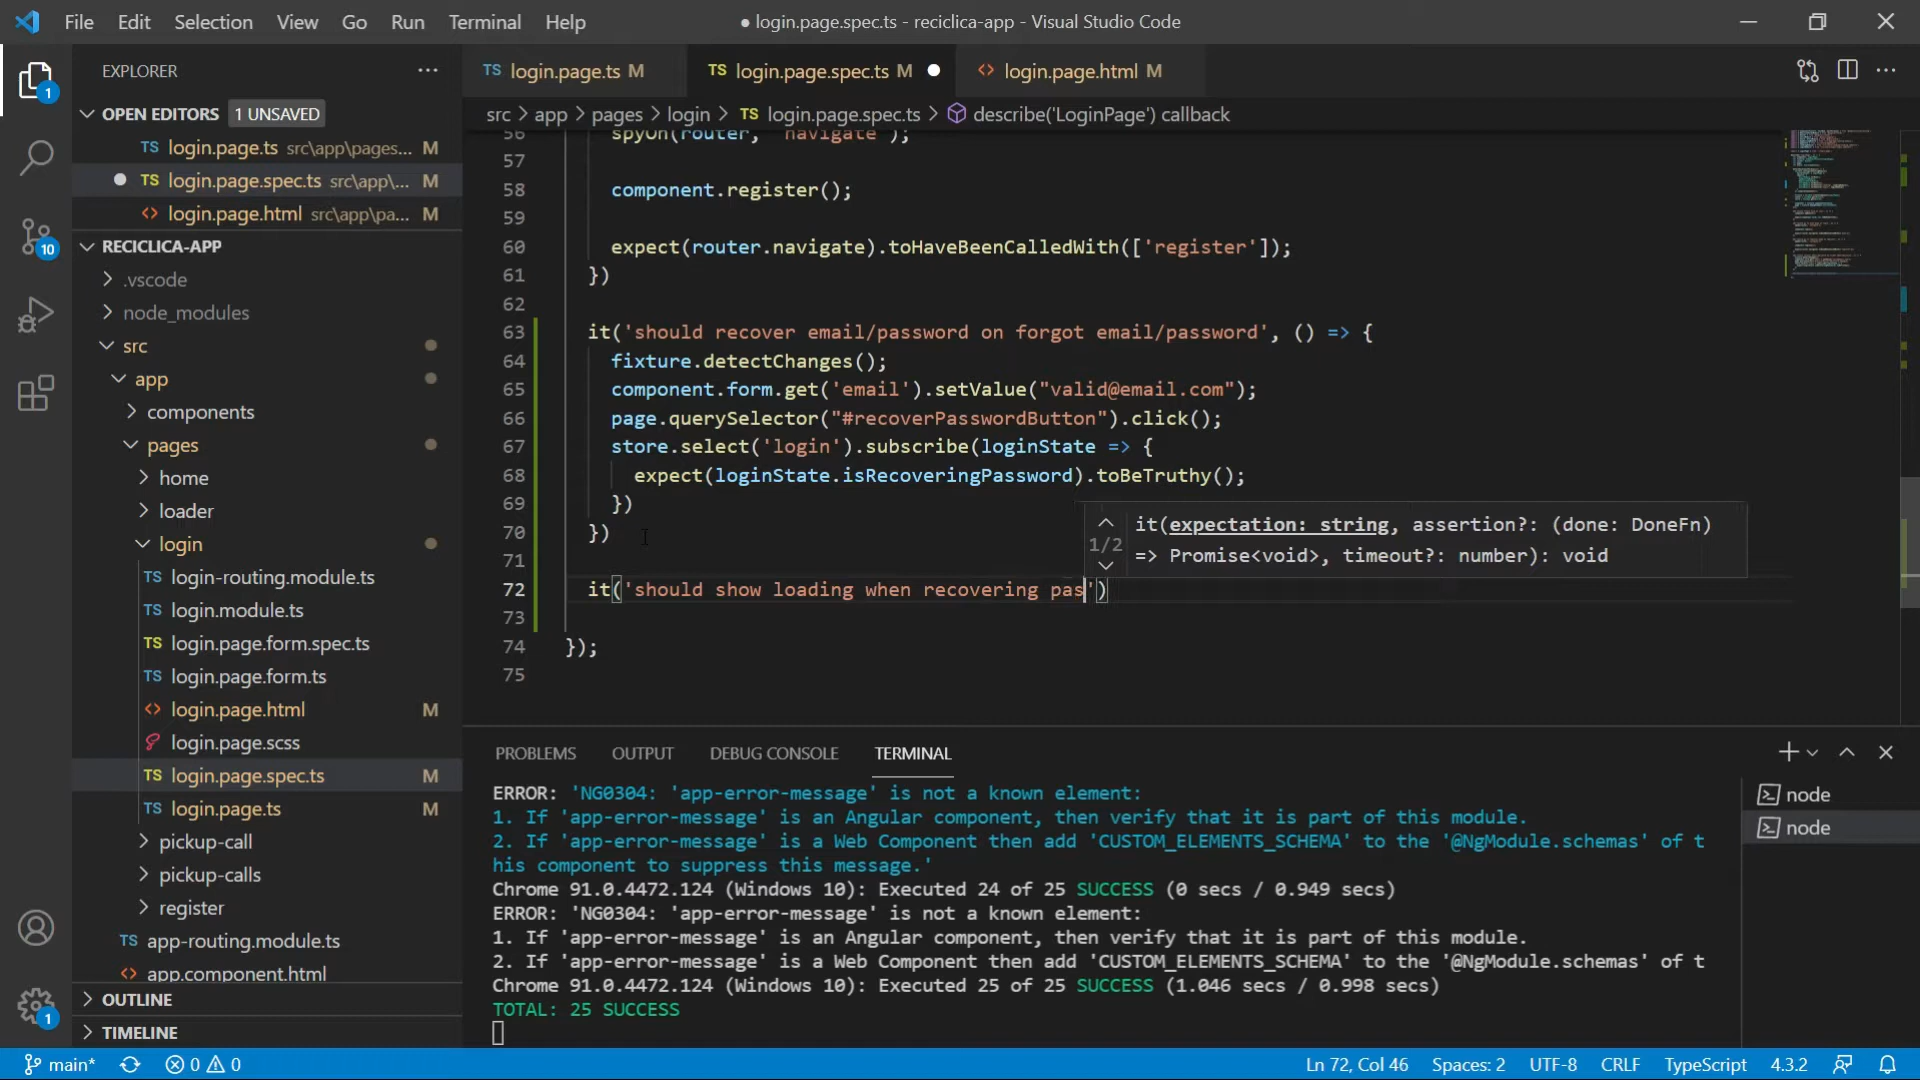 File Edit Selection View Go Run Terminal Help
● login.page.spec.ts - reciclica-app - Visual Studio Code
EXPLORER
OPEN EDITORS 1 UNSAVED
TS login.page.ts src\app\pages... M
TS login.page.spec.ts src\app\... M
<> login.page.html src\app\pa... M
RECICLICA-APP
.vscode
node_modules
src
app
components
pages
home
loader
login
TS login-routing.module.ts
TS login.module.ts
TS login.page.form.spec.ts
TS login.page.form.ts
<> login.page.html M
login.page.scss
TS login.page.spec.ts M
TS login.page.ts M
pickup-call
pickup-calls
register
TS app-routing.module.ts
<> app.component.html
OUTLINE
TIMELINE
1
10
1
TS login.page.ts M
TS login.page.spec.ts M
<> login.page.html M
src > app > pages > login > TS login.page.spec.ts > describe('LoginPage') callback
56 spyOn(router, 'navigate');
57
58 component.register();
59
60 expect(router.navigate).toHaveBeenCalledWith(['register']);
61 })
62
63 it('should recover email/password on forgot email/password', () => {
64 fixture.detectChanges();
65 component.form.get('email').setValue("valid@email.com");
66 page.querySelector("#recoverPasswordButton").click();
67 store.select('login').subscribe(loginState => {
68 expect(loginState.isRecoveringPassword).toBeTruthy();
69 })
70 })
71
72 it('should show loading when recovering pas')
73
74 });
75
1/2
it(expectation: string, assertion?: (done: DoneFn)
=> Promise<void>, timeout?: number): void
PROBLEMS OUTPUT DEBUG CONSOLE TERMINAL
ERROR: 'NG0304: 'app-error-message' is not a known element:
1. If 'app-error-message' is an Angular component, then verify that it is part of this module.
2. If 'app-error-message' is a Web Component then add 'CUSTOM_ELEMENTS_SCHEMA' to the '@NgModule.schemas' of t
his component to suppress this message.'
Chrome 91.0.4472.124 (Windows 10): Executed 24 of 25 SUCCESS (0 secs / 0.949 secs)
ERROR: 'NG0304: 'app-error-message' is not a known element:
1. If 'app-error-message' is an Angular component, then verify that it is part of this module.
2. If 'app-error-message' is a Web Component then add 'CUSTOM_ELEMENTS_SCHEMA' to the '@NgModule.schemas' of t
Chrome 91.0.4472.124 (Windows 10): Executed 25 of 25 SUCCESS (1.046 secs / 0.998 secs)
TOTAL: 25 SUCCESS
node
node
main* 0 0
Ln 72, Col 46 Spaces: 2 UTF-8 CRLF TypeScript 4.3.2